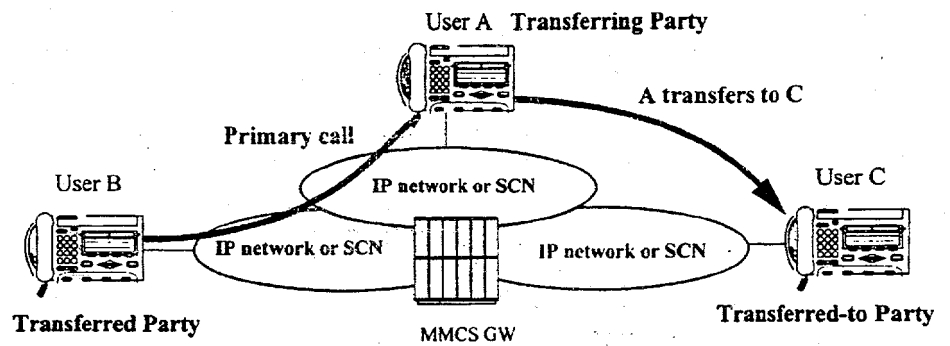 User A Transferring Party
A transfers to C
Primary call
User B
IP network or SCN
User C
IP network or SCN
IP network or SCN
Transferred Party
Transferred-to Party
MMCS GW